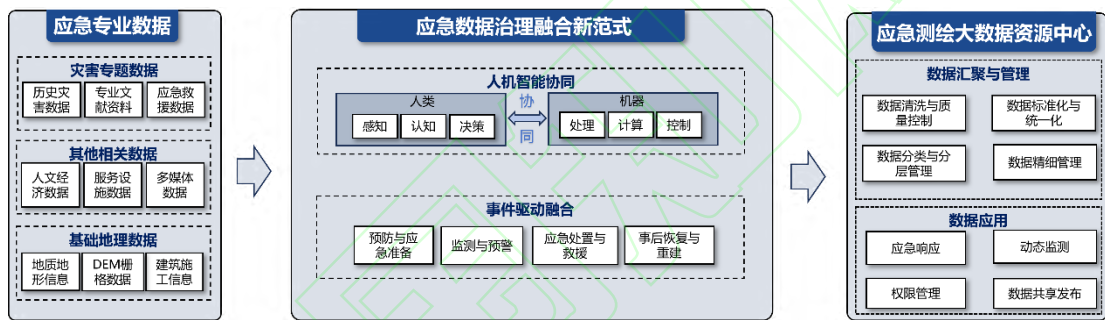 应急专业数据
灾害专题数据
历史灾
害数据
专业文
献资料
应急救
援数据
其他相关数据
人文经
济数据
服务设
施数据
多媒体
数据
基础地理数据
地质地
形信息
DEM栅
格数据
建筑施
工信息
应急数据治理融合新范式
人机智能协同
人类
感知
认知
决策
协
同
机器
处理
计算
控制
事件驱动融合
预防与应
急准备
监测与预警
应急处置与
救援
事后恢复与
重建
应急测绘大数据资源中心
数据汇聚与管理
数据清洗与质
量控制
数据标准化与
统一化
数据分类与分
层管理
数据精细管理
数据应用
应急响应
动态监测
权限管理
数据共享发布